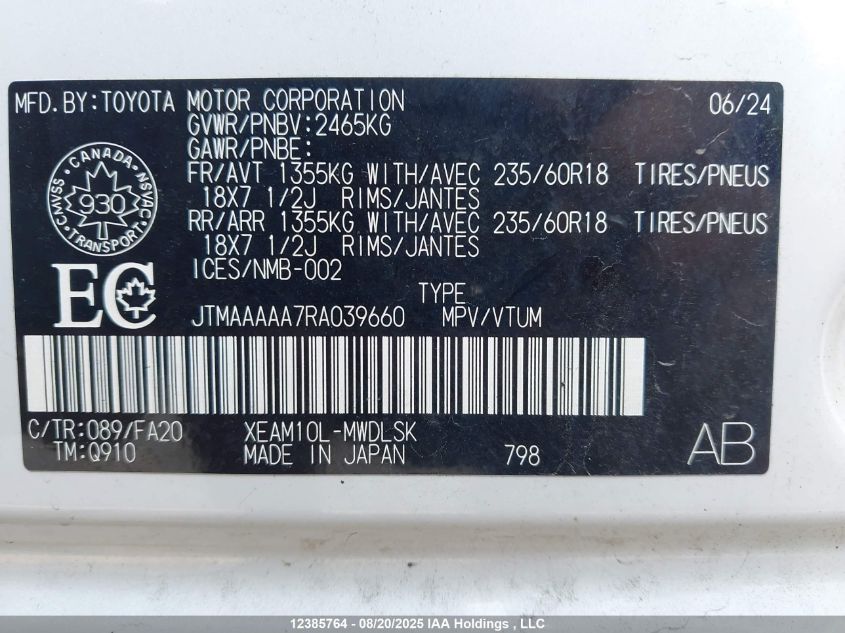 MFD.BY:TOYOTA MOTOR CORPORATION 06/24
GVWR/PNBV:2465KG
GAWR/PNBE:
FR/AVT 1355KG WITH/AVEC 235/60R18 TIRES/PNEUS
18X7 1/2J RIMS/JANTES
RR/ARR 1355KG WITH/AVEC 235/60R18 TIRES/PNEUS
18X7 1/2J RIMS/JANTES
ICES/NMB-002
CANADA
CMVSS 930 NSVAC
TRANSPORT
EC
TYPE
JTMAAAAA7RA039660 MPV/VTUM
C/TR:089/FA20 XEAM10L-MWDLSK
TM:Q910 MADE IN JAPAN 798 AB
12385764 - 08/20/2025 IAA Holdings , LLC